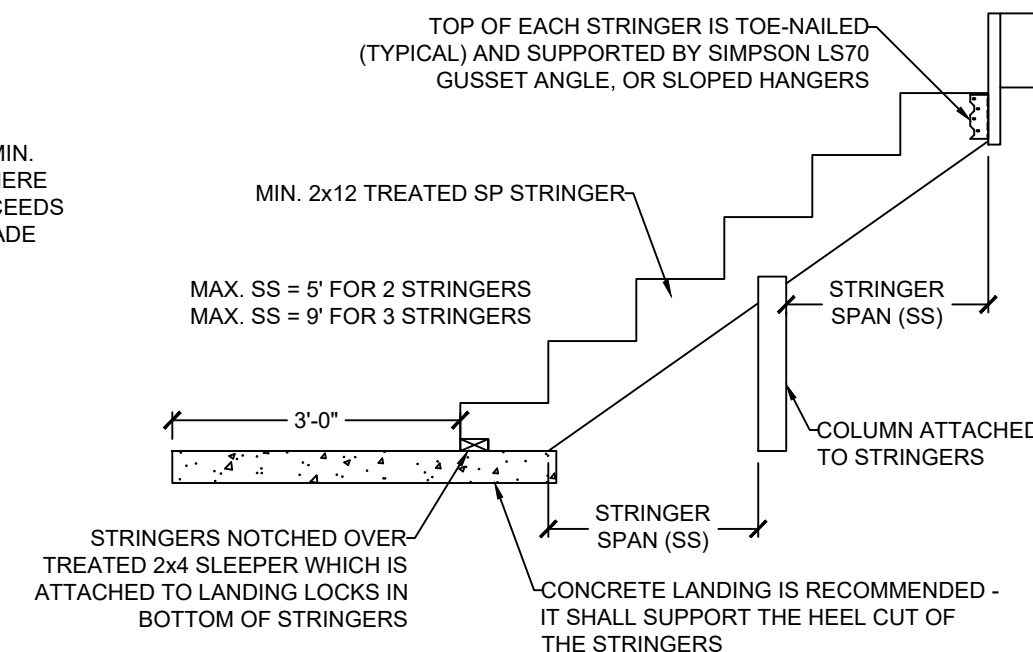 TOP OF EACH STRINGER IS TOE-NAILED
(TYPICAL) AND SUPPORTED BY SIMPSON LS70
GUSSET ANGLE, OR SLOPED HANGERS
MIN.
HERE
CEEDS
ADE
MIN. 2x12 TREATED SP STRINGER
MAX. SS = 5' FOR 2 STRINGERS
MAX. SS = 9' FOR 3 STRINGERS
STRINGER
SPAN (SS)
3'-0"
COLUMN ATTACHED
TO STRINGERS
STRINGER
SPAN (SS)
STRINGERS NOTCHED OVER
TREATED 2x4 SLEEPER WHICH IS
ATTACHED TO LANDING LOCKS IN
BOTTOM OF STRINGERS
CONCRETE LANDING IS RECOMMENDED -
IT SHALL SUPPORT THE HEEL CUT OF
THE STRINGERS